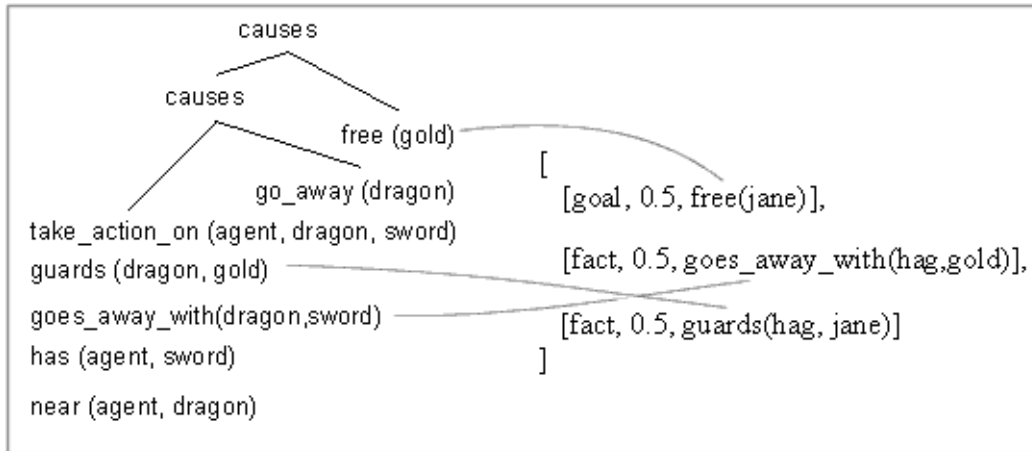 causes
causes
free (gold)
[
go_away (dragon)
[goal, 0.5, free(jane)],
take_action_on (agent, dragon, sword)
guards (dragon, gold)
[fact, 0.5, goes_away_with(hag,gold)],
goes_away_with(dragon,sword)
[fact, 0.5, guards(hag, jane)]
has (agent, sword)
]
near (agent, dragon)